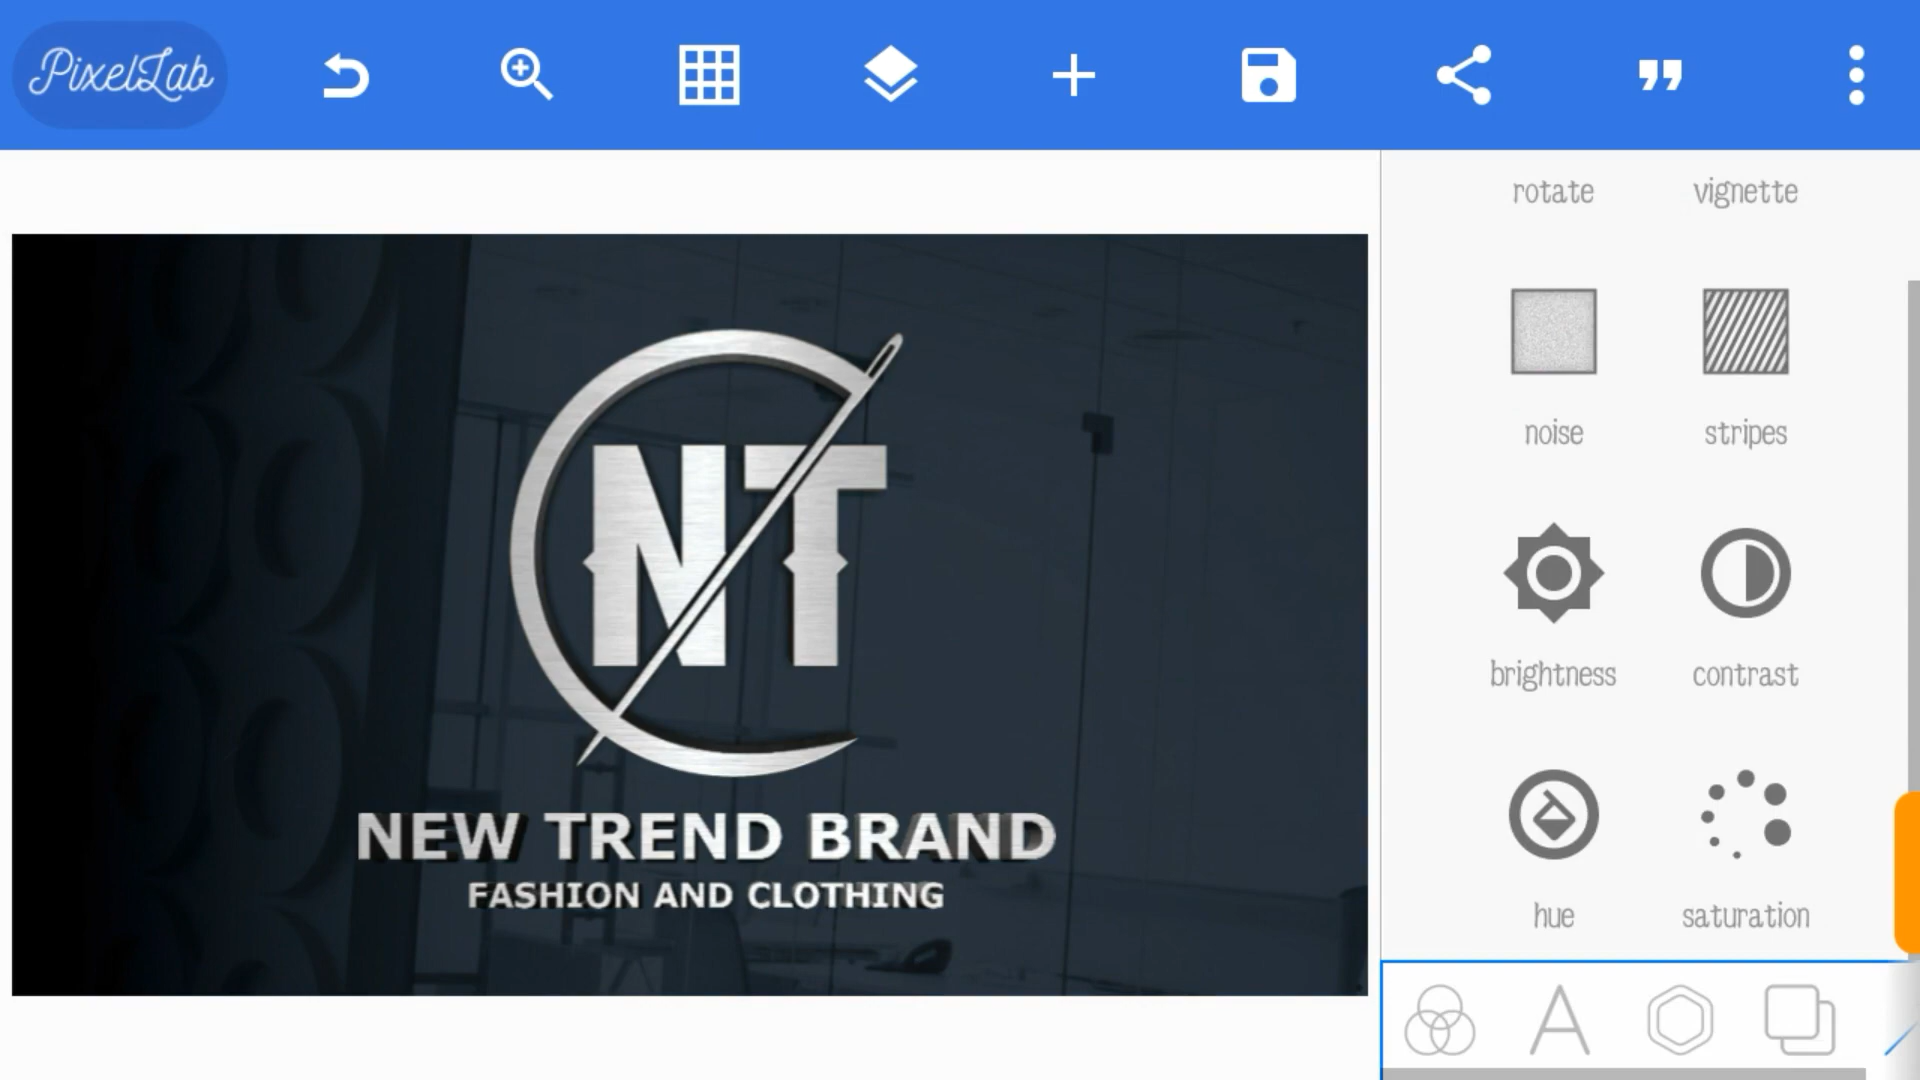 PixelLab
rotate vignette
noise stripes
brightness contrast
hue saturation
NT
NEW TREND BRAND
FASHION AND CLOTHING
A